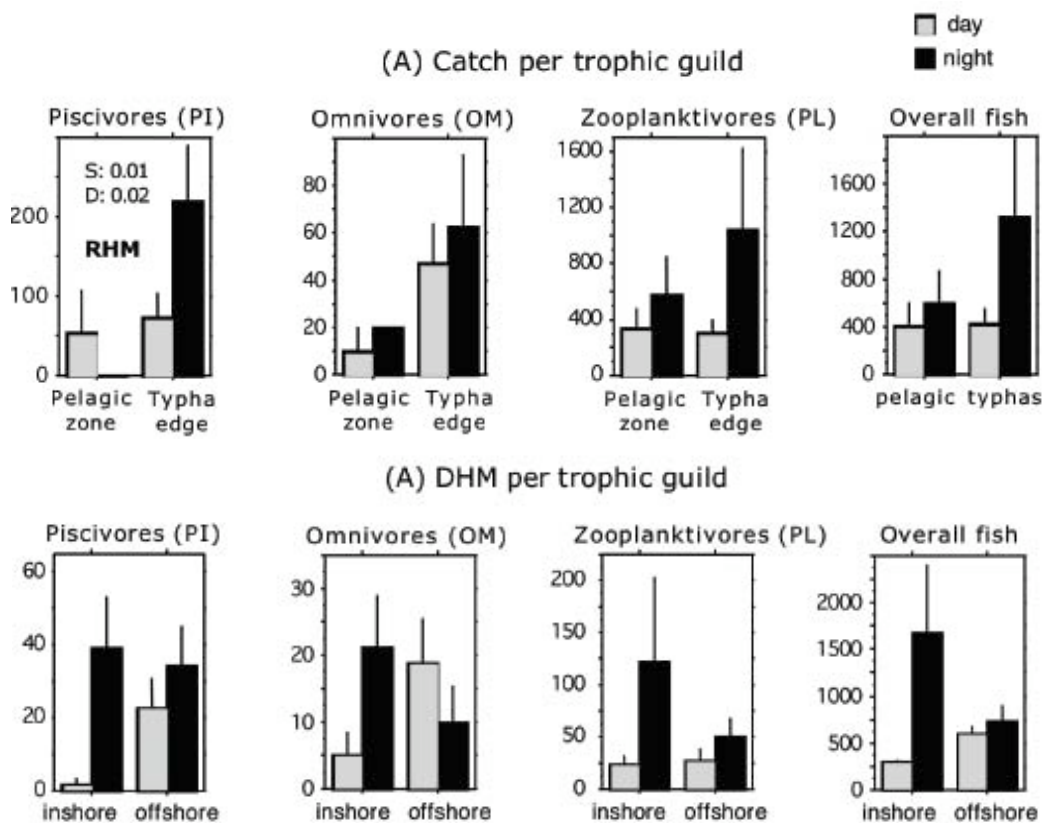 day
night
(A) Catch per trophic guild
Piscivores (PI)
Omnivores (OM)
Zooplanktivores (PL)
Overall fish
200
100
0
S: 0.01
D: 0.02
RHM
Pelagic zone
Typha edge
80
60
40
20
0
Pelagic zone
Typha edge
1600
1200
800
400
0
Pelagic zone
Typha edge
1600
1200
800
400
0
pelagic
typhas
(A) DHM per trophic guild
Piscivores (PI)
Omnivores (OM)
Zooplanktivores (PL)
Overall fish
60
40
20
0
inshore
offshore
30
20
10
0
inshore
offshore
200
150
100
50
0
inshore
offshore
2500
2000
1500
1000
500
0
inshore
offshore